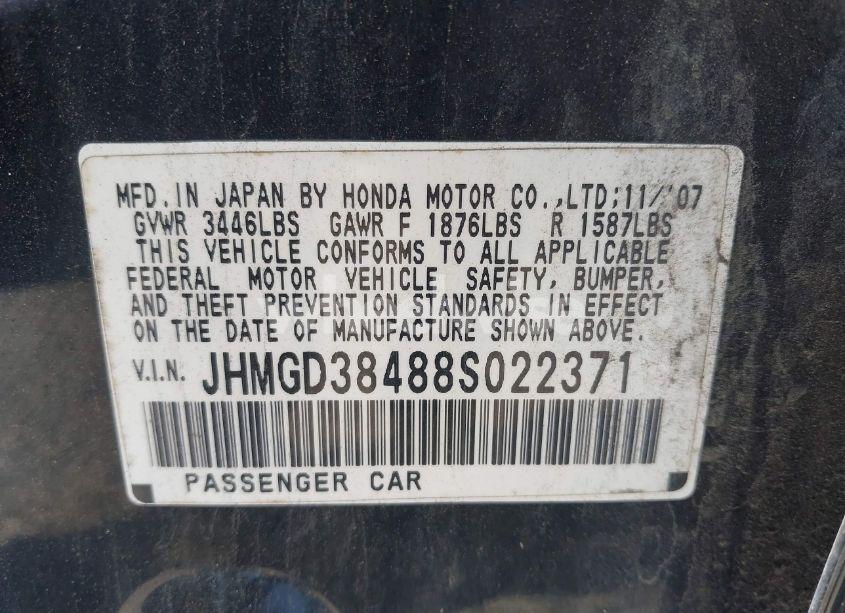 MFD.IN JAPAN BY HONDA MOTOR CO.,LTD:11/'07
GVWR 3446LBS GAWR F 1876LBS R 1587LBS
THIS VEHICLE CONFORMS TO ALL APPLICABLE
FEDERAL MOTOR VEHICLE SAFETY, BUMPER,
AND THEFT PREVENTION STANDARDS IN EFFECT
ON THE DATE OF MANUFACTURE SHOWN ABOVE.
V.I.N. JHMGD38488S022371
PASSENGER CAR